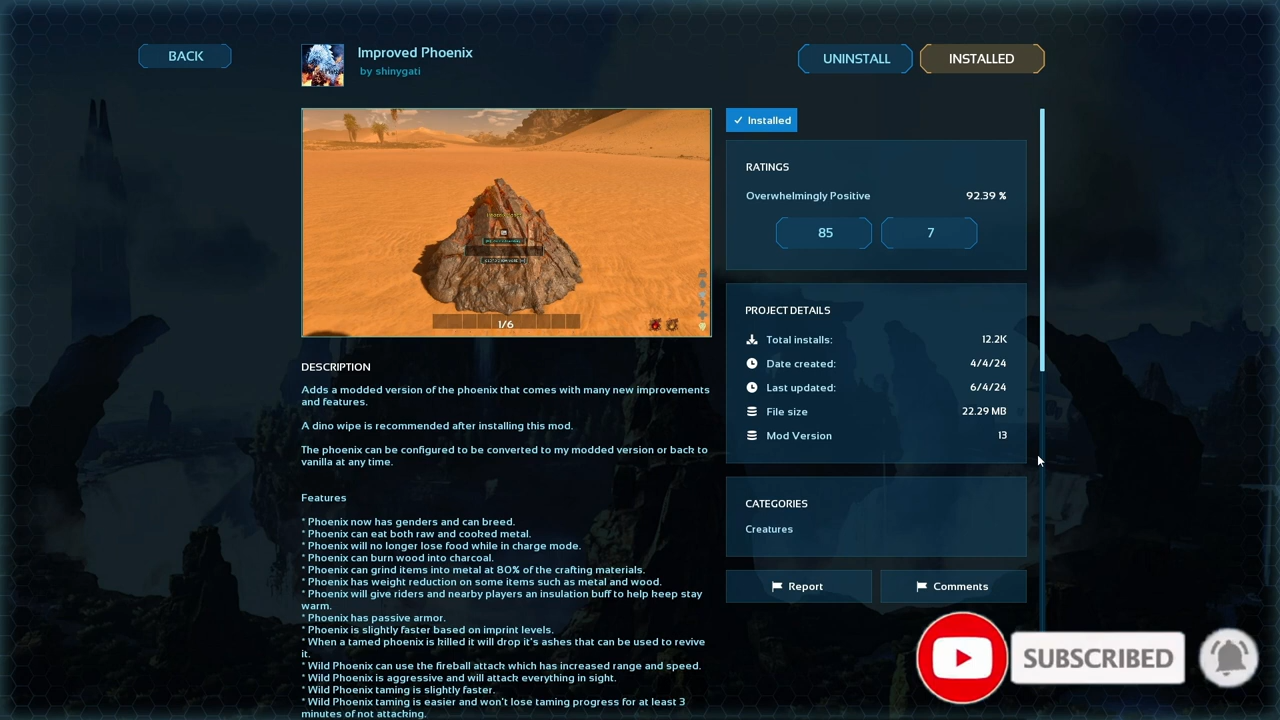 BACK
Improved Phoenix
by shinygati
UNINSTALL
INSTALLED
1/6
Installed
RATINGS
Overwhelmingly Positive 92.39 %
85 7
PROJECT DETAILS
Total installs: 12.2K
Date created: 4/4/24
Last updated: 6/4/24
File size 22.29 MB
Mod Version 13
CATEGORIES
Creatures
Report
Comments
DESCRIPTION
Adds a modded version of the phoenix that comes with many new improvements
and features.
A dino wipe is recommended after installing this mod.
The phoenix can be configured to be converted to my modded version or back to
vanilla at any time.
Features
* Phoenix now has genders and can breed.
* Phoenix can eat both raw and cooked metal.
* Phoenix will no longer lose food while in charge mode.
* Phoenix can burn wood into charcoal.
* Phoenix can grind items into metal at 80% of the crafting materials.
* Phoenix has weight reduction on some items such as metal and wood.
* Phoenix will give riders and nearby players an insulation buff to help keep stay
warm.
* Phoenix has passive armor.
* Phoenix is slightly faster based on imprint levels.
* When a tamed phoenix is killed it will drop it's ashes that can be used to revive
it.
* Wild Phoenix can use the fireball attack which has increased range and speed.
* Wild Phoenix is aggressive and will attack everything in sight.
* Wild Phoenix taming is slightly faster.
* Wild Phoenix taming is easier and won't lose taming progress for at least 3
minutes of not attacking.
SUBSCRIBED